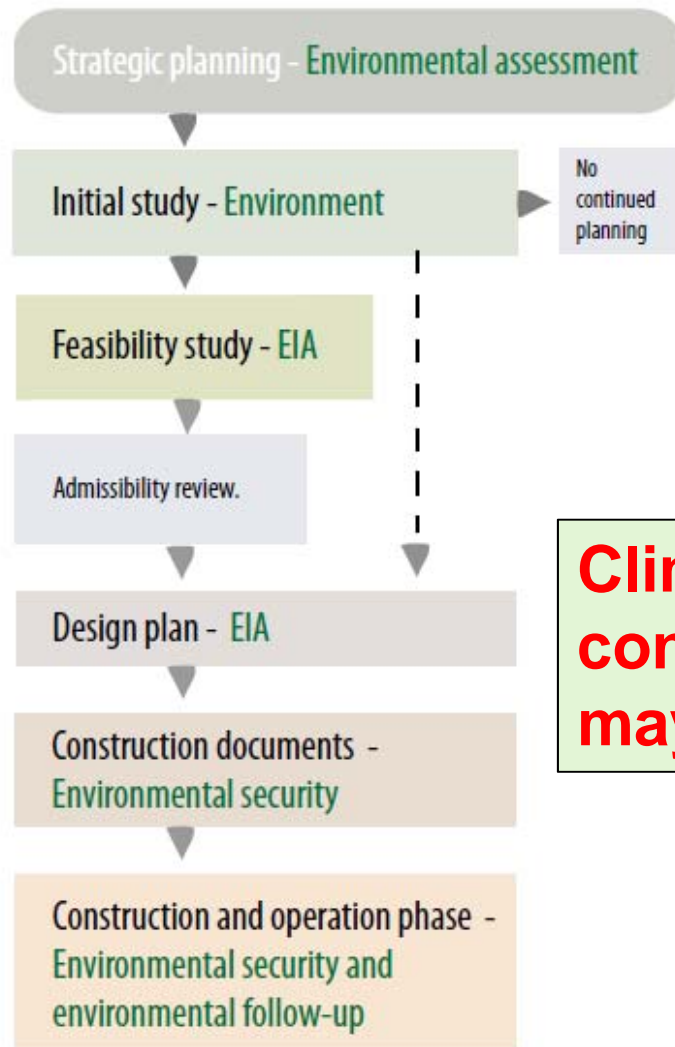 Strategic planning - Environmental assessment
Initial study - Environment
No
continued
planning
Feasibility study - EIA
Admissibility review.
Design plan - EIA
Construction documents -
Environmental security
Construction and operation phase -
Environmental security and
environmental follow-up
may